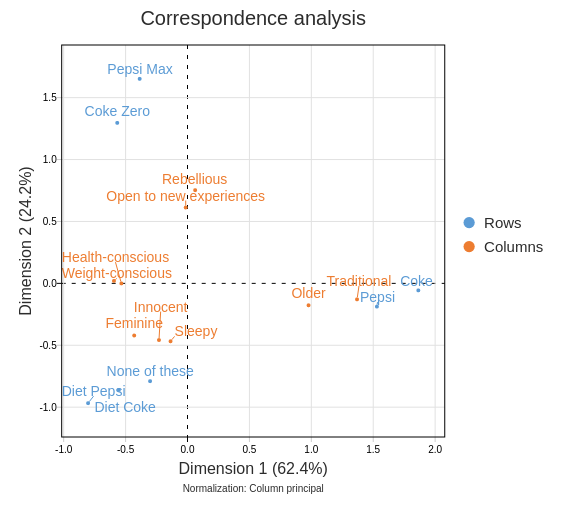 Correspondence analysis
Pepsi Max
Coke Zero
Rebellious
Open to new experiences
Health-conscious
Weight-conscious
Traditional
Coke
Older
Pepsi
Innocent
Feminine
Sleepy
None of these
Diet Pepsi
Diet Coke
Rows
Columns
Dimension 2 (24.2%)
1.5
1.0
0.5
0.0
-0.5
-1.0
-1.0 -0.5 0.0 0.5 1.0 1.5 2.0
Dimension 1 (62.4%)
Normalization: Column principal